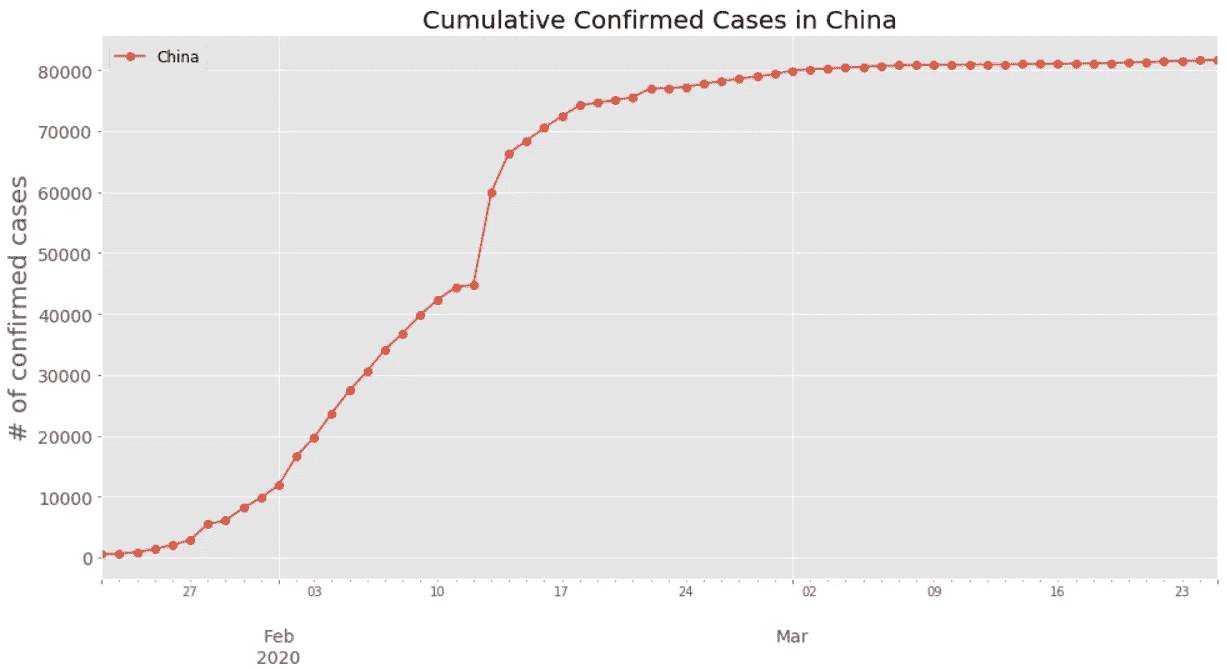 Cumulative Confirmed Cases in China
China
# of confirmed cases
80000
70000
60000
50000
40000
30000
20000
10000
0
27 03 10 17 24 02 09 16 23
Feb Mar
2020